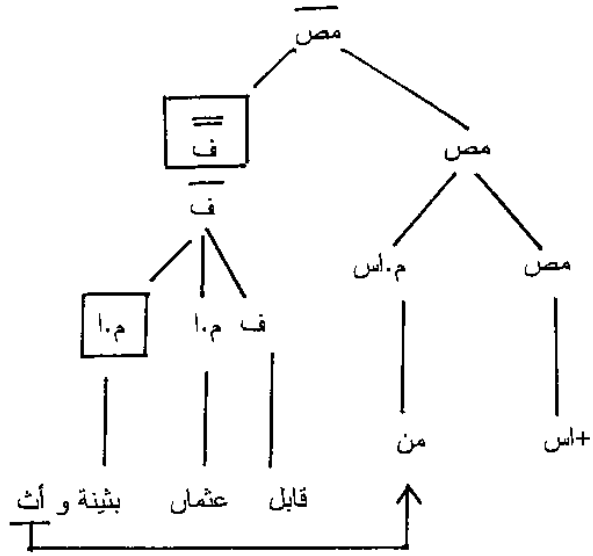 مص
ف مص
ف
م.اس مص
ف م.ا م.ا
من +اس
قابل عثمان بثينة و أث